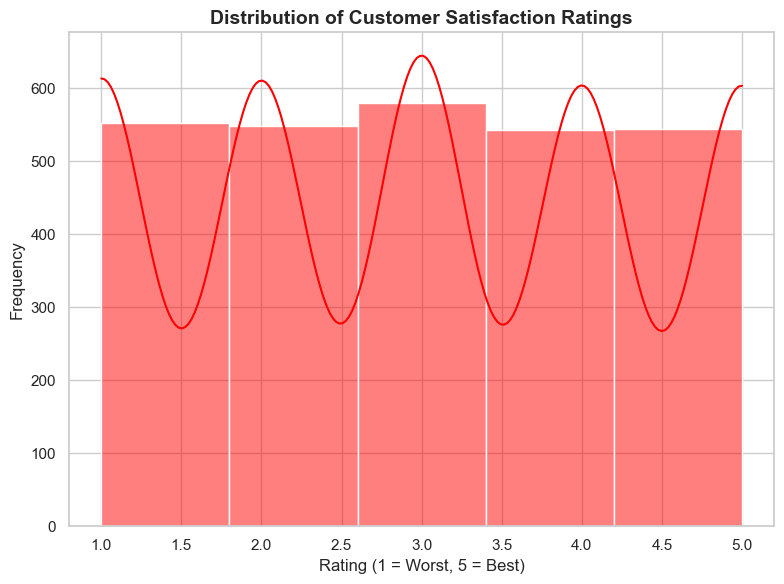 Distribution of Customer Satisfaction Ratings
Frequency
600
500
400
300
200
100
0
1.0 1.5 2.0 2.5 3.0 3.5 4.0 4.5 5.0
Rating (1 = Worst, 5 = Best)